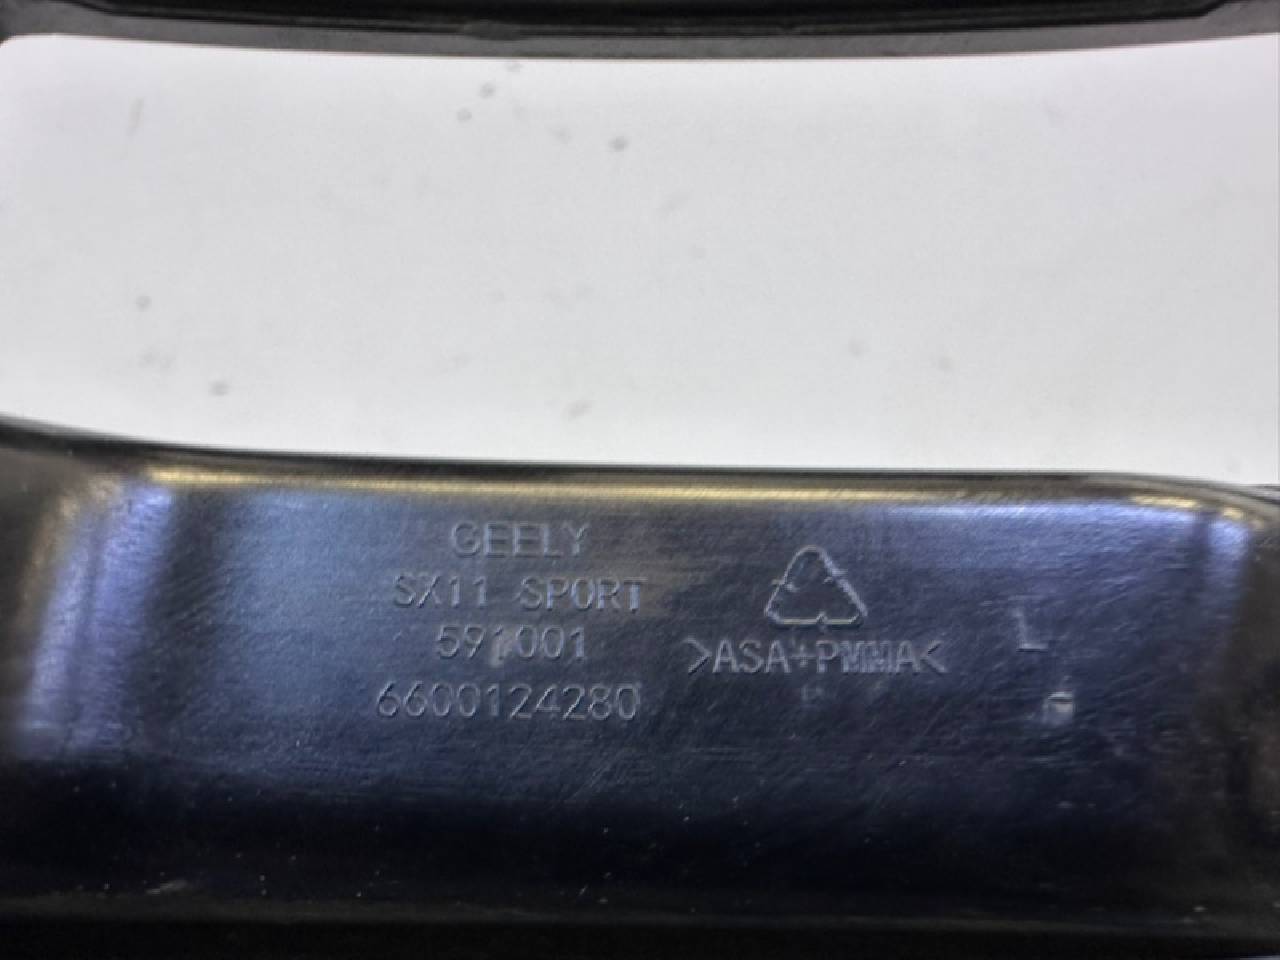 GEELY
SX11 SPORT
591001
6600124280
>ASA+PMMA<
L